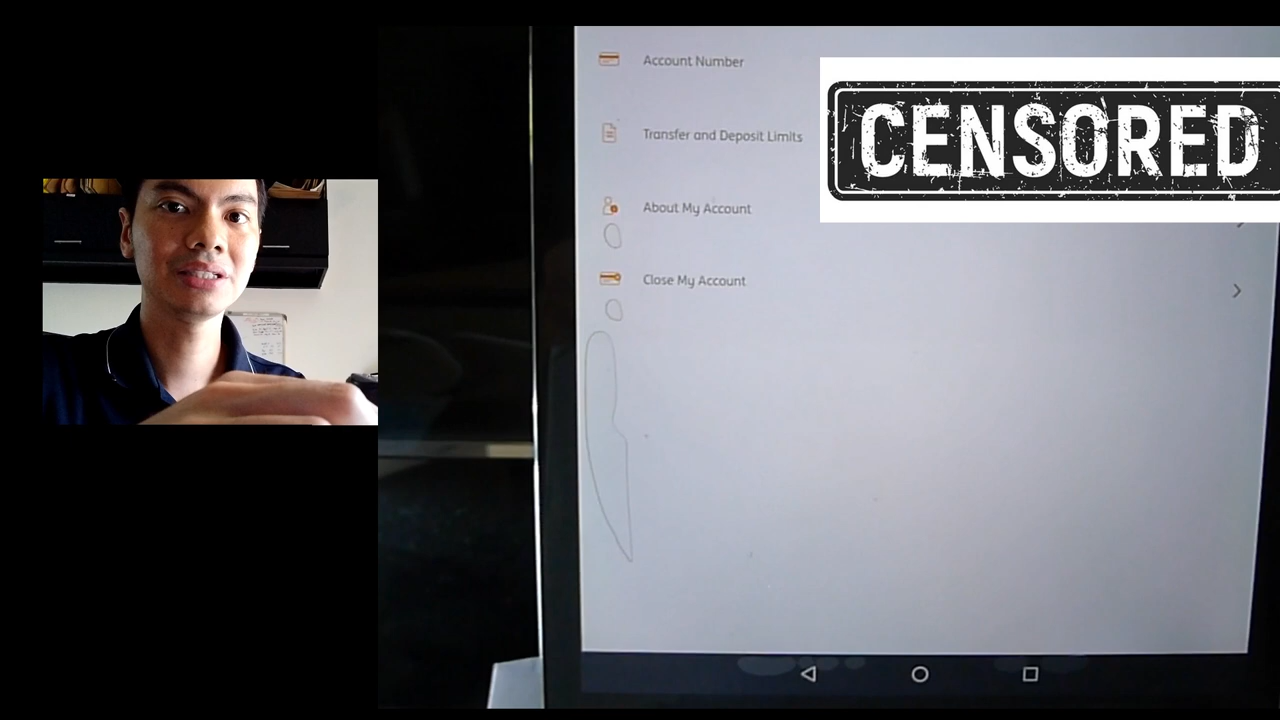 Account Number
CENSORED
Transfer and Deposit Limits
About My Account
Close My Account